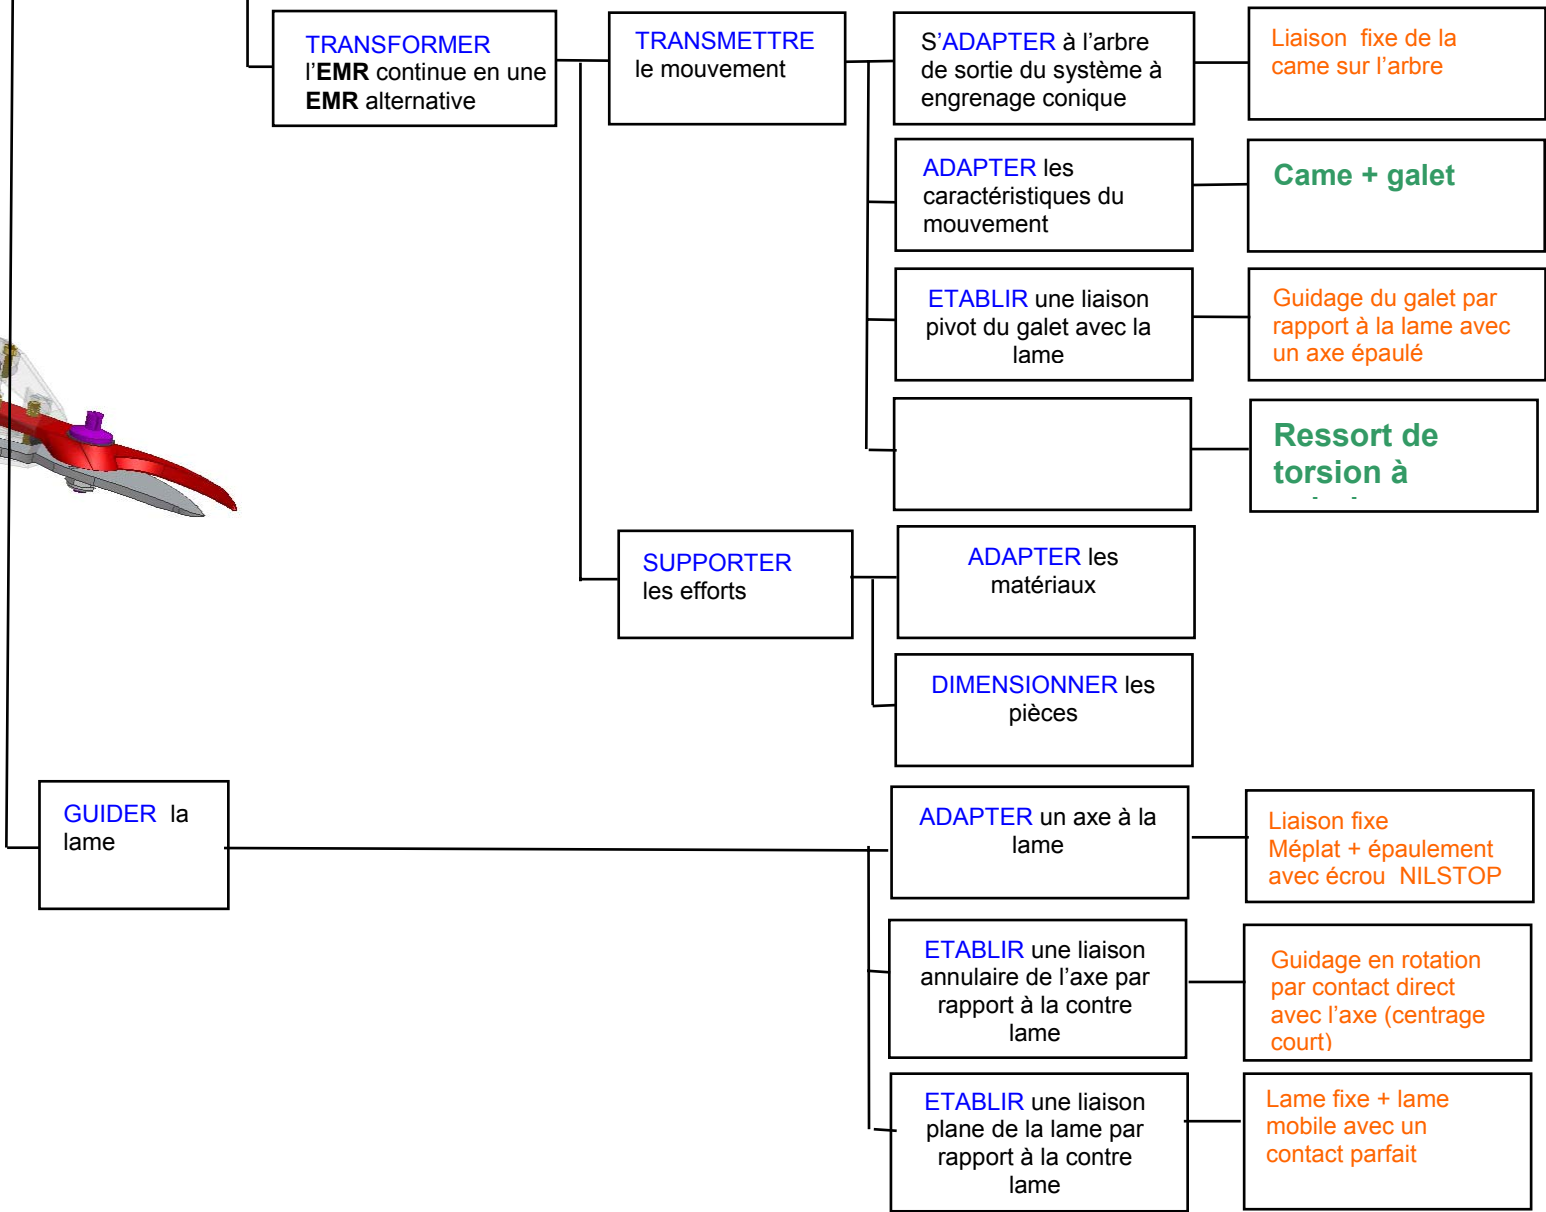 TRANSFORMER
l'EMR continue en une
EMR alternative
TRANSMETTRE
le mouvement
S'ADAPTER à l'arbre
de sortie du système à
engrenage conique
Liaison fixe de la
came sur l'arbre
ADAPTER les
caractéristiques du
mouvement
Came + galet
ETABLIR une liaison
pivot du galet avec la
lame
Guidage du galet par
rapport à la lame avec
un axe épaulé
Ressort de
torsion à
SUPPORTER
les efforts
ADAPTER les
matériaux
DIMENSIONNER les
pièces
GUIDER la
lame
ADAPTER un axe à la
lame
Liaison fixe
Méplat + épaulement
avec écrou NILSTOP
ETABLIR une liaison
annulaire de l'axe par
rapport à la contre
lame
Guidage en rotation
par contact direct
avec l'axe (centrage
court)
ETABLIR une liaison
plane de la lame par
rapport à la contre
lame
Lame fixe + lame
mobile avec un
contact parfait